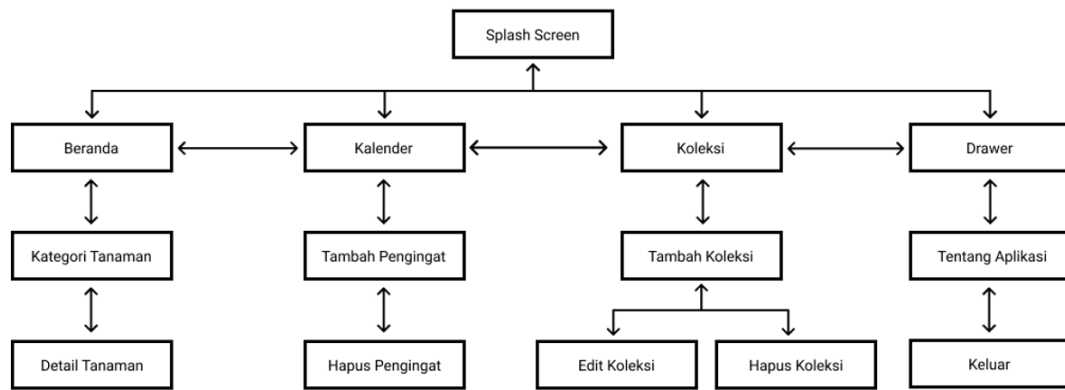 Splash Screen
Beranda
Kalender
Koleksi
Drawer
Kategori Tanaman
Tambah Pengingat
Tambah Koleksi
Tentang Aplikasi
Detail Tanaman
Hapus Pengingat
Edit Koleksi
Hapus Koleksi
Keluar